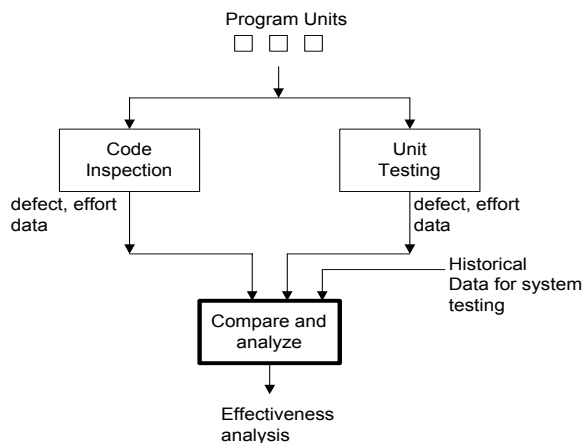 Program Units
Code
Inspection
Unit
Testing
defect, effort
data
defect, effort
data
Historical
Data for system
testing
Compare and
analyze
Effectiveness
analysis